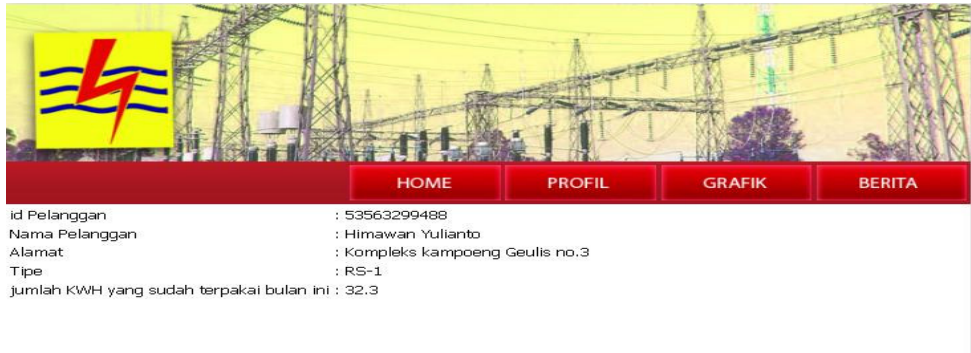 HOME PROFIL GRAFIK BERITA
id Pelanggan : 53563299488
Nama Pelanggan : Himawan Yulianto
Alamat : Kompleks kampoeng Geulis no.3
Tipe : RS-1
jumlah KWH yang sudah terpakai bulan ini : 32.3